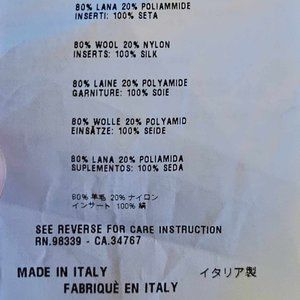 80% LANA 20% POLIAMMIDE
INSERTI: 100% SETA
80% WOOL 20% NYLON
INSERTS: 100% SILK
80% LAINE 20% POLYAMIDE
GARNITURE: 100% SOIE
80% WOLLE 20% POLYAMID
EINSÄTZE: 100% SEIDE
80% LANA 20% POLIAMIDA
SUPLEMENTOS: 100% SEDA
80% 羊毛 20% ナイロン
インサート 100% 絹
SEE REVERSE FOR CARE INSTRUCTION
RN.98339 - CA.34767
MADE IN ITALY イタリア製
FABRIQUÈ EN ITALY